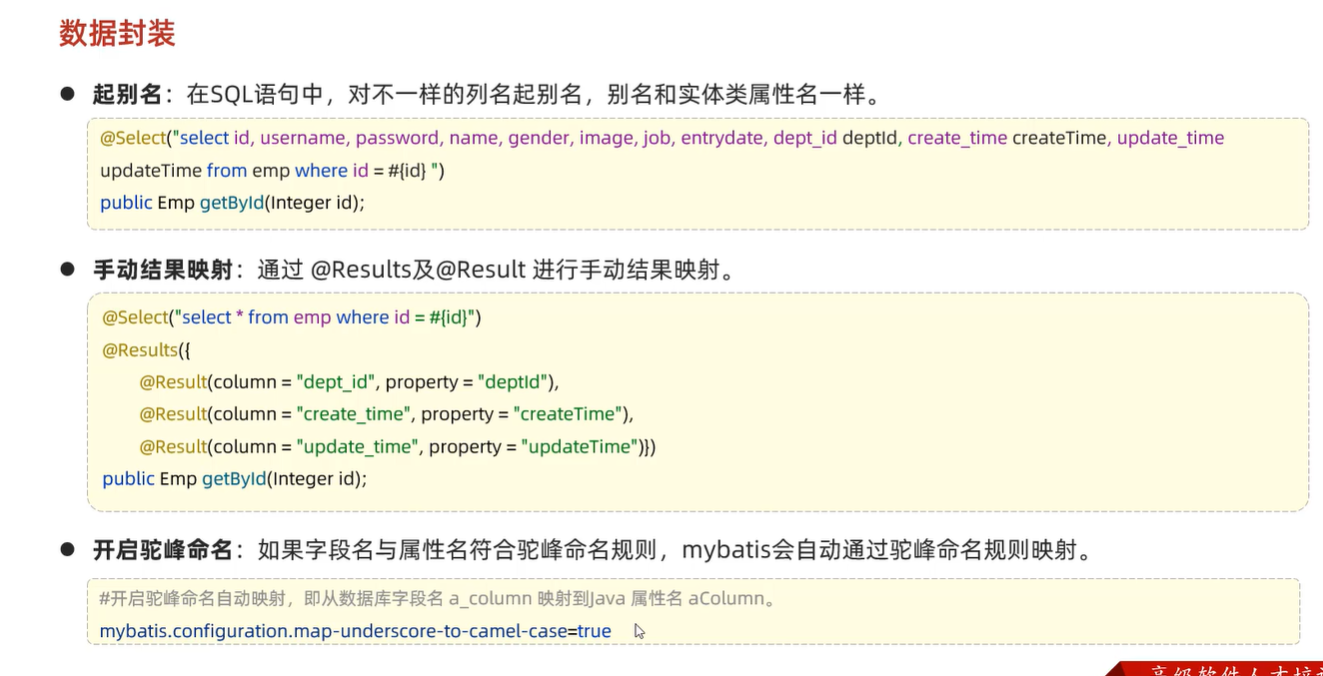 数据封装
● 起别名：在SQL语句中，对不一样的列名起别名，别名和实体类属性名一样。
@Select("select id, username, password, name, gender, image, job, entrydate, dept_id deptId, create_time createTime, update_time
updateTime from emp where id = #{id} ")
public Emp getById(Integer id);
● 手动结果映射：通过 @Results及@Result 进行手动结果映射。
@Select("select * from emp where id = #{id}")
@Results({
@Result(column = "dept_id", property = "deptId"),
@Result(column = "create_time", property = "createTime"),
@Result(column = "update_time", property = "updateTime")})
public Emp getById(Integer id);
● 开启驼峰命名：如果字段名与属性名符合驼峰命名规则，mybatis会自动通过驼峰命名规则映射。
#开启驼峰命名自动映射，即从数据库字段名 a_column 映射到Java 属性名 aColumn。
mybatis.configuration.map-underscore-to-camel-case=true
高级软件人才培